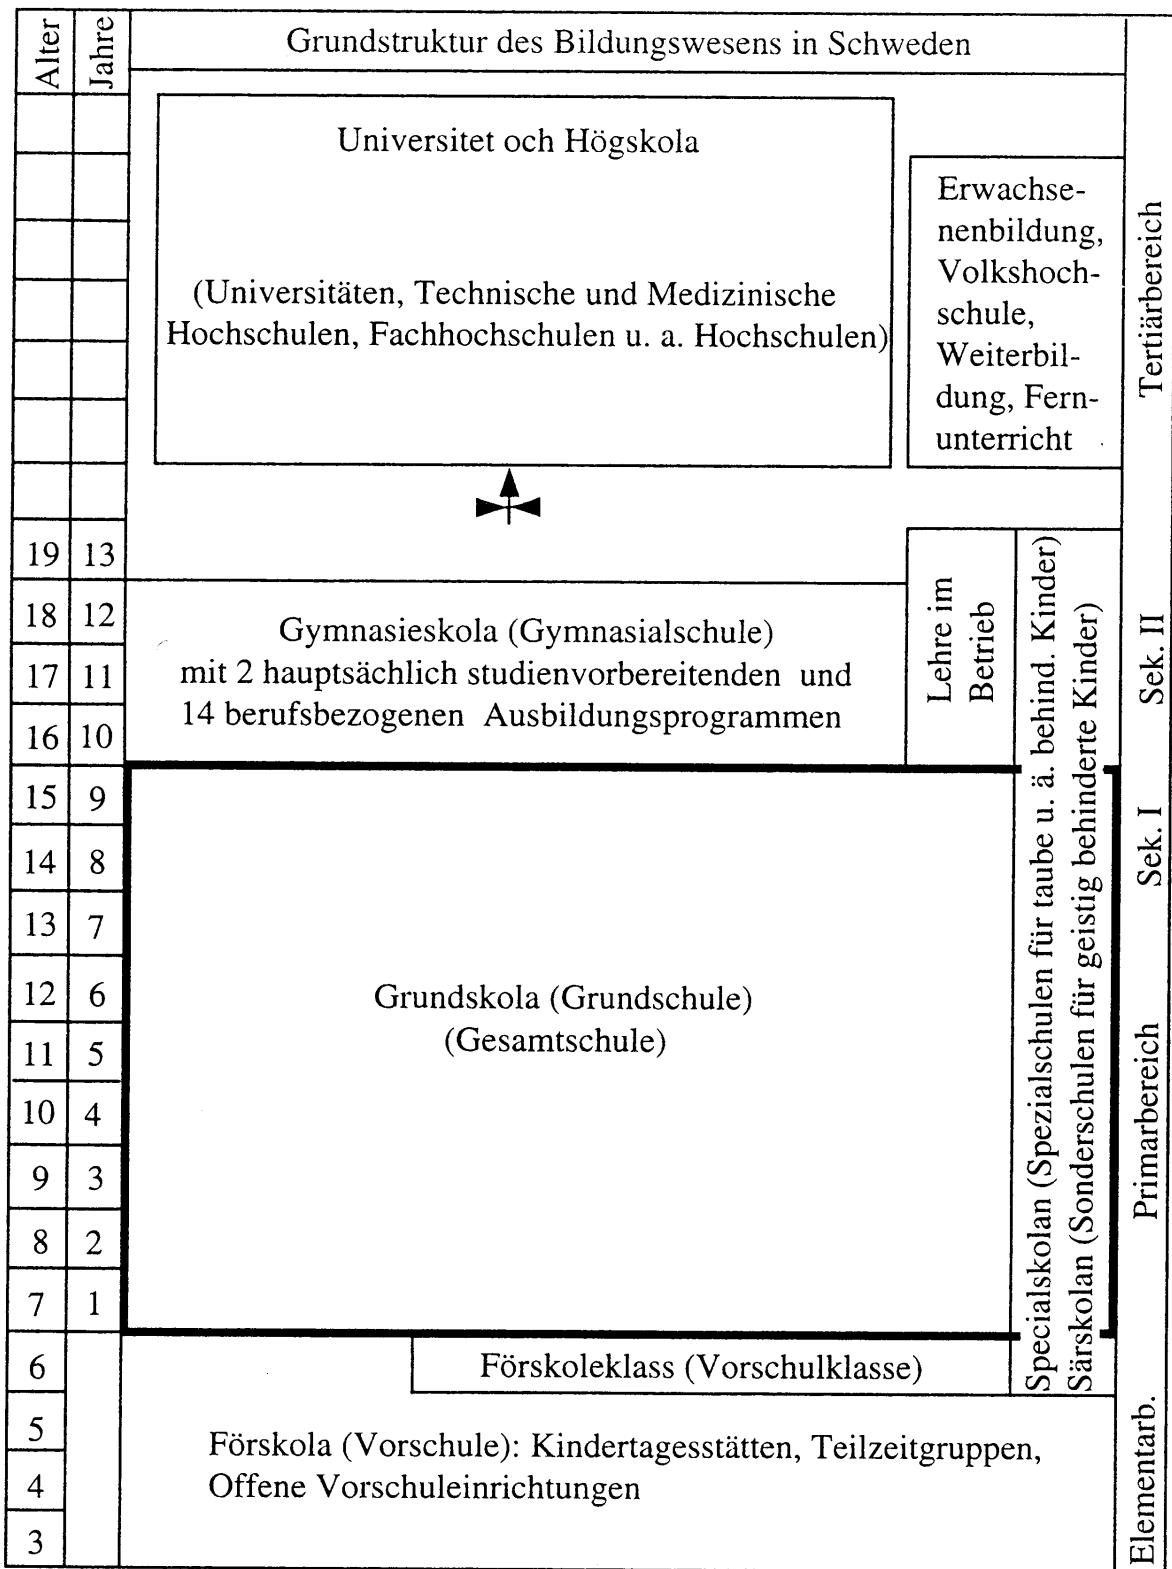 Alter
Jahre
Grundstruktur des Bildungswesens in Schweden
Universitet och Högskola
(Universitäten, Technische und Medizinische
Hochschulen, Fachhochschulen u. a. Hochschulen)
Erwachse-
nenbildung,
Volkshoch-
schule,
Weiterbil-
dung, Fern-
unterricht
Tertiärbereich
19 13
18 12
17 11
16 10
Gymnasieskola (Gymnasialschule)
mit 2 hauptsächlich studienvorbereitenden und
14 berufsbezogenen Ausbildungsprogrammen
Lehre im
Betrieb
Specialskolan (Spezialschulen für taube u. ä. behind. Kinder)
Särskolan (Sonderschulen für geistig behinderte Kinder)
Sek. II
15 9
14 8
13 7
12 6
11 5
10 4
9 3
8 2
7 1
Grundskola (Grundschule)
(Gesamtschule)
Sek. I
Primarbereich
6
Förskoleklass (Vorschulklasse)
5
4
3
Förskola (Vorschule): Kindertagesstätten, Teilzeitgruppen,
Offene Vorschuleinrichtungen
Elementarb.